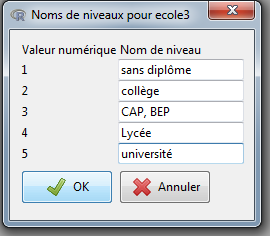 Noms de niveaux pour ecole3
Valeur numérique Nom de niveau
1 sans diplôme
2 collège
3 CAP, BEP
4 Lycée
5 université
OK Annuler